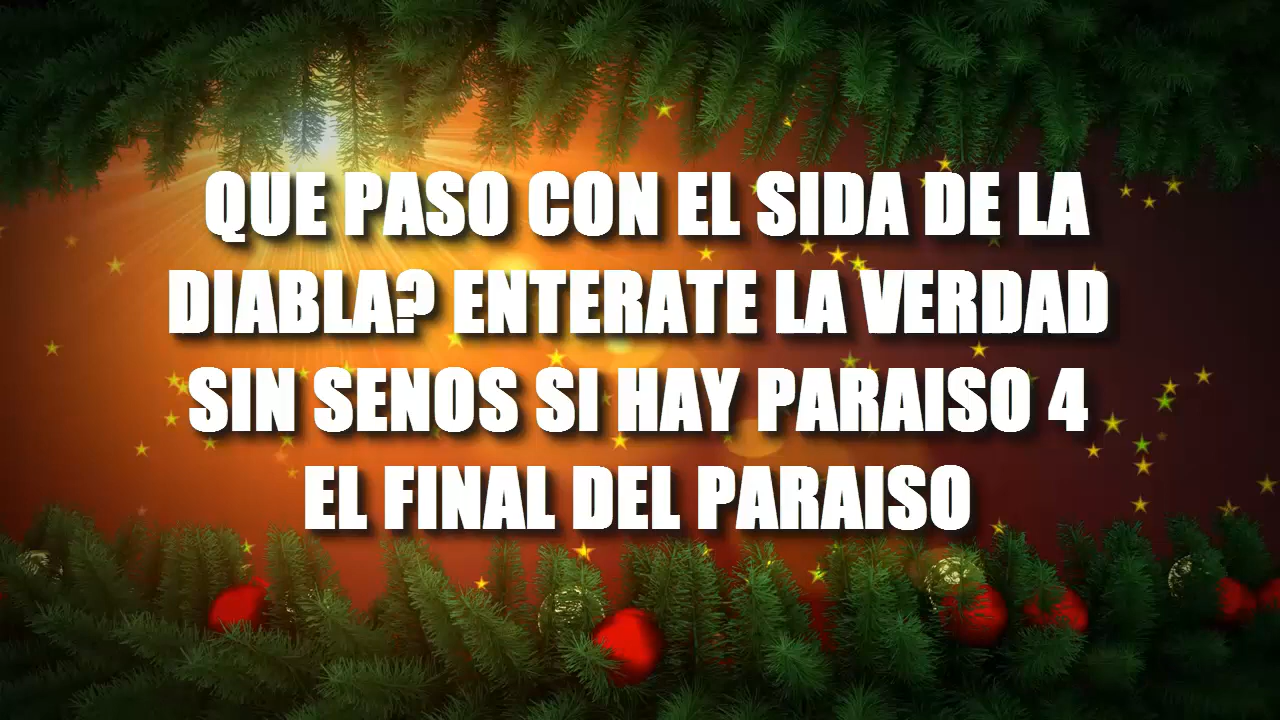 QUE PASO CON EL SIDA DE LA
DIABLA? ENTERATE LA VERDAD
SIN SENOS SI HAY PARAISO 4
EL FINAL DEL PARAISO